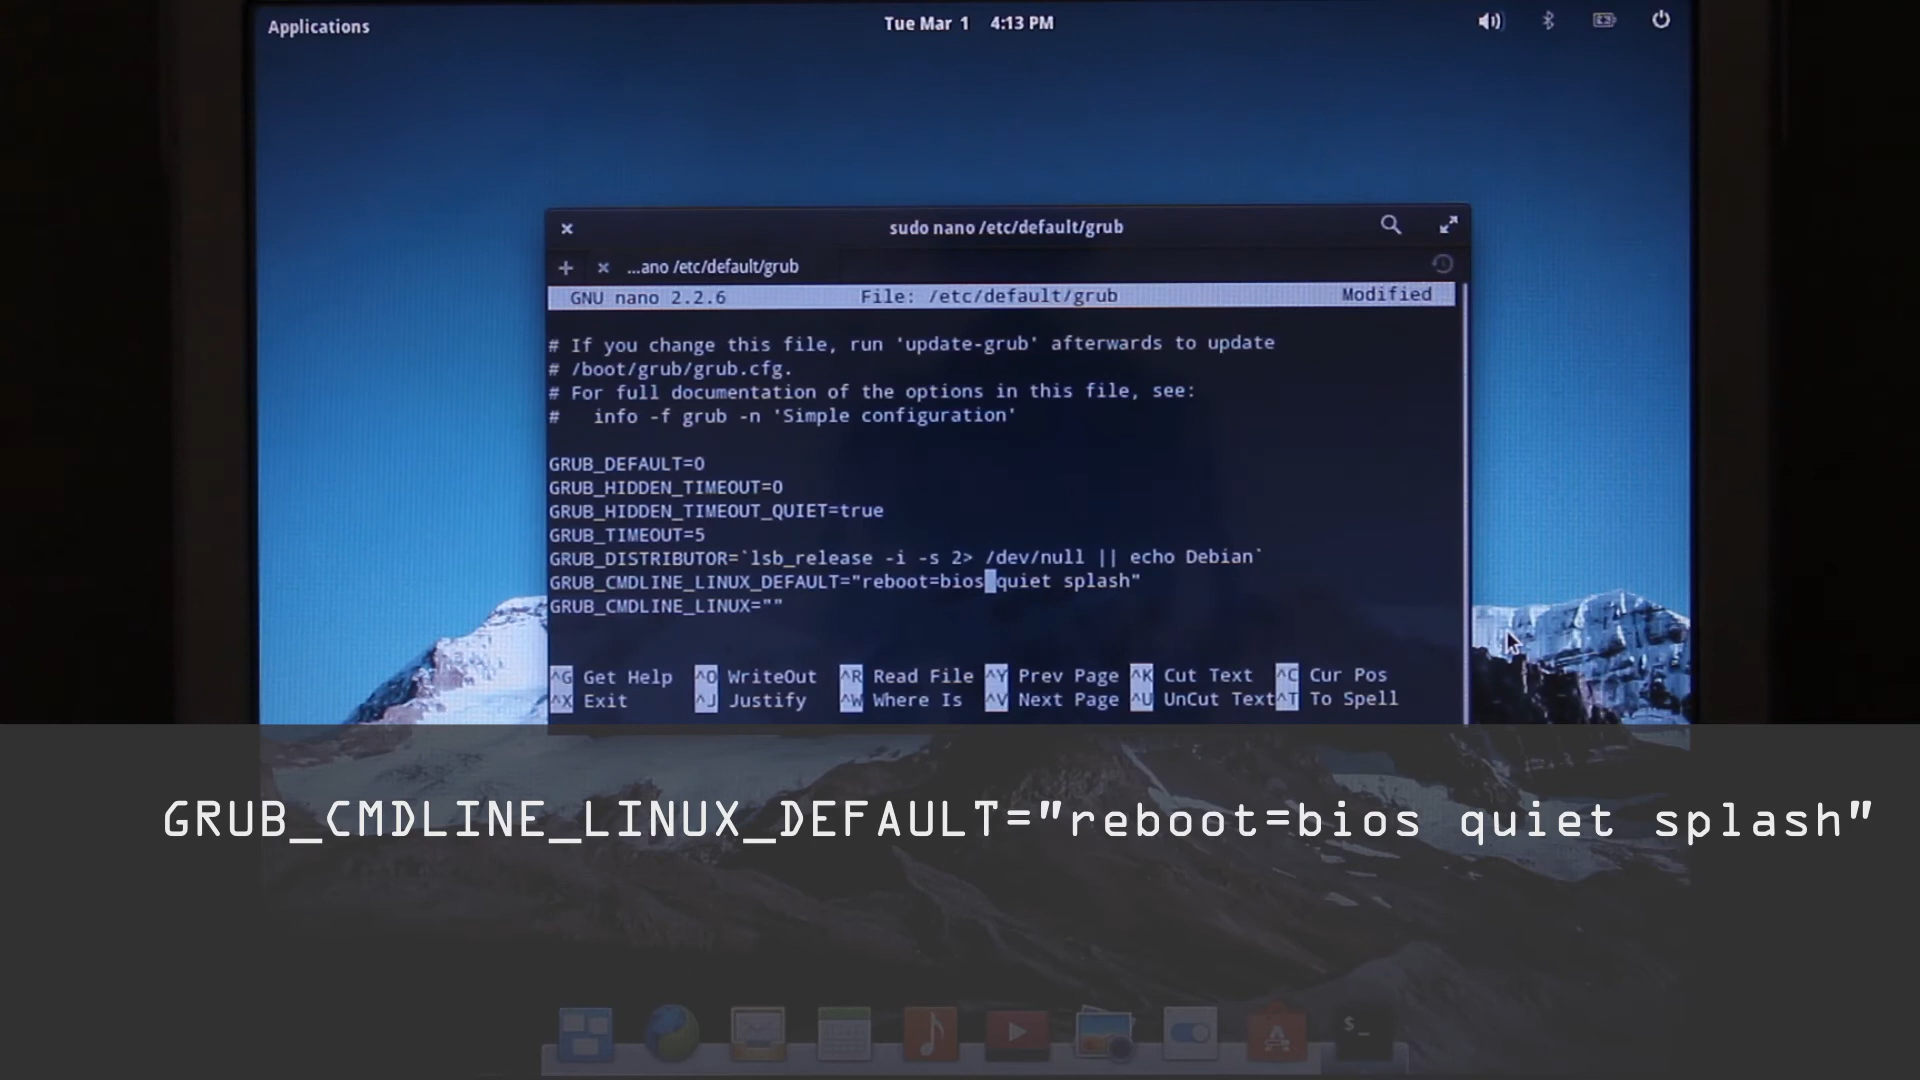 Applications
Tue Mar 1 4:13 PM
sudo nano /etc/default/grub
...ano /etc/default/grub
GNU nano 2.2.6 File: /etc/default/grub Modified
# If you change this file, run 'update-grub' afterwards to update
# /boot/grub/grub.cfg.
# For full documentation of the options in this file, see:
# info -f grub -n 'Simple configuration'
GRUB_DEFAULT=0
GRUB_HIDDEN_TIMEOUT=0
GRUB_HIDDEN_TIMEOUT_QUIET=true
GRUB_TIMEOUT=5
GRUB_DISTRIBUTOR=`lsb_release -i -s 2> /dev/null || echo Debian`
GRUB_CMDLINE_LINUX_DEFAULT="reboot=bios quiet splash"
GRUB_CMDLINE_LINUX=""
^G Get Help ^O WriteOut ^R Read File ^Y Prev Page ^K Cut Text ^C Cur Pos
^X Exit ^J Justify ^W Where Is ^V Next Page ^U UnCut Text ^T To Spell
GRUB_CMDLINE_LINUX_DEFAULT="reboot=bios quiet splash"
$_